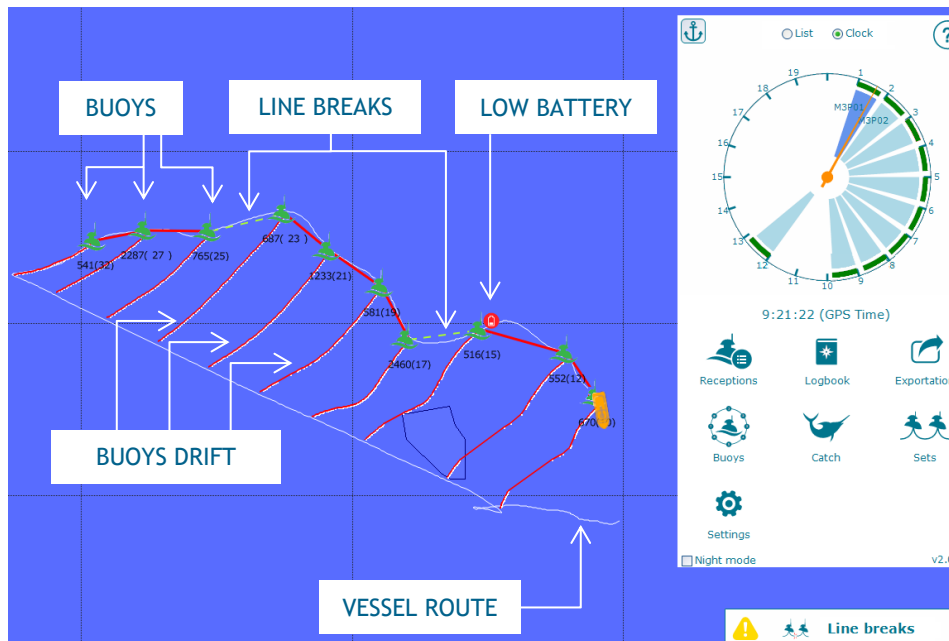 BUOYS
LINE BREAKS
LOW BATTERY
541(32)
2287( 27 )
765(25)
687( 23 )
1233(21)
581(19)
2460(17)
516(15)
552(12)
BUOYS DRIFT
VESSEL ROUTE
List
Clock
?
1
2
3
4
5
6
7
8
9
10
11
12
13
14
15
16
17
18
19
M3P01
M3P02
9:21:22 (GPS Time)
Receptions
Logbook
Exportation
Buoys
Catch
Sets
Settings
Night mode
v2.0
Line breaks